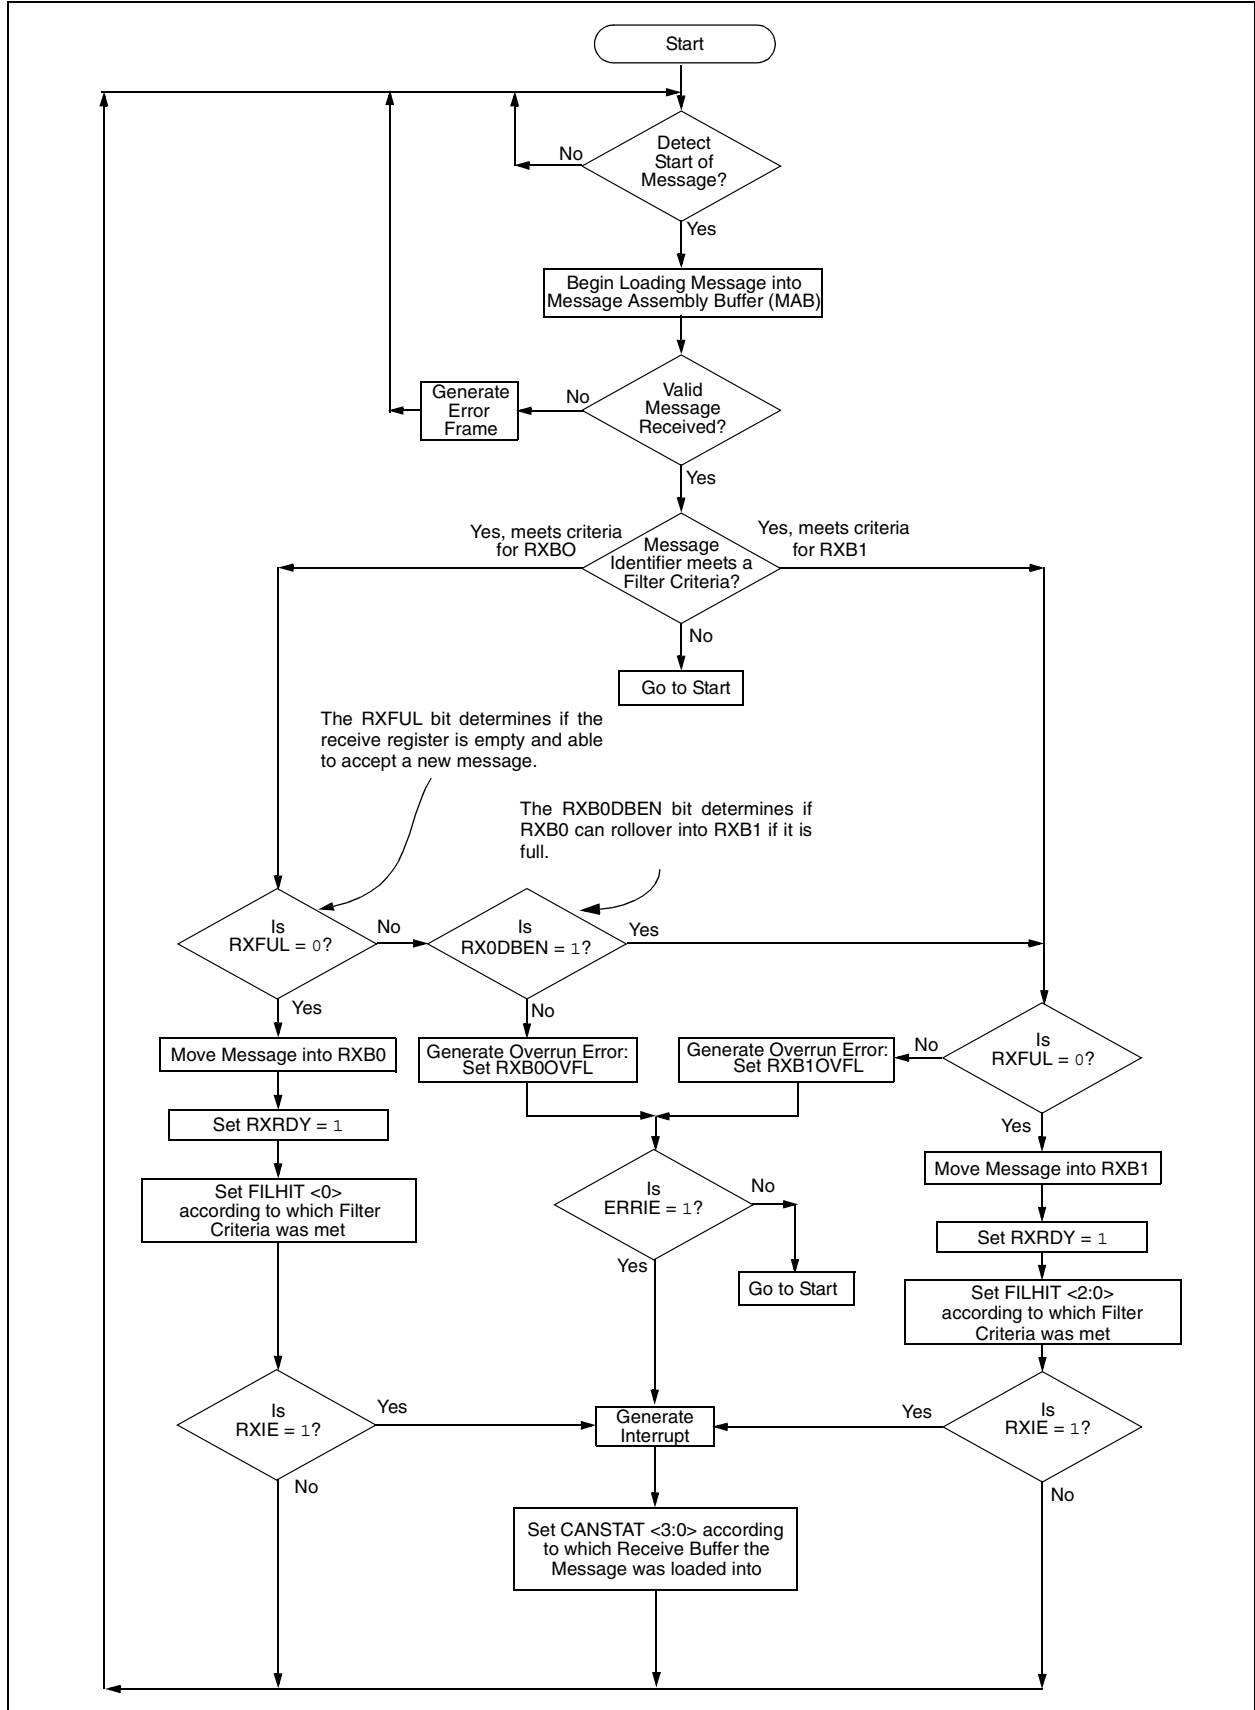 Start
Detect
Start of
Message?
No
Yes
Begin Loading Message into
Message Assembly Buffer (MAB)
Valid
Message
Received?
No
Generate
Error
Frame
Yes
Message
Identifier meets a
Filter Criteria?
Yes, meets criteria
for RXBO
Yes, meets criteria
for RXB1
No
Go to Start
The RXFUL bit determines if the
receive register is empty and able
to accept a new message.
The RXB0DBEN bit determines if
RXB0 can rollover into RXB1 if it is
full.
Is
RXFUL = 0?
No
Is
RX0DBEN = 1?
Yes
Yes
No
Move Message into RXB0
Generate Overrun Error:
Set RXB0OVFL
Generate Overrun Error:
Set RXB1OVFL
No
Is
RXFUL = 0?
Set RXRDY = 1
Yes
Move Message into RXB1
Set FILHIT <0>
according to which Filter
Criteria was met
Is
ERRIE = 1?
No
Yes
Go to Start
Set RXRDY = 1
Set FILHIT <2:0>
according to which Filter
Criteria was met
Is
RXIE = 1?
Yes
Generate
Interrupt
Yes
Is
RXIE = 1?
No
No
Set CANSTAT <3:0> according
to which Receive Buffer the
Message was loaded into